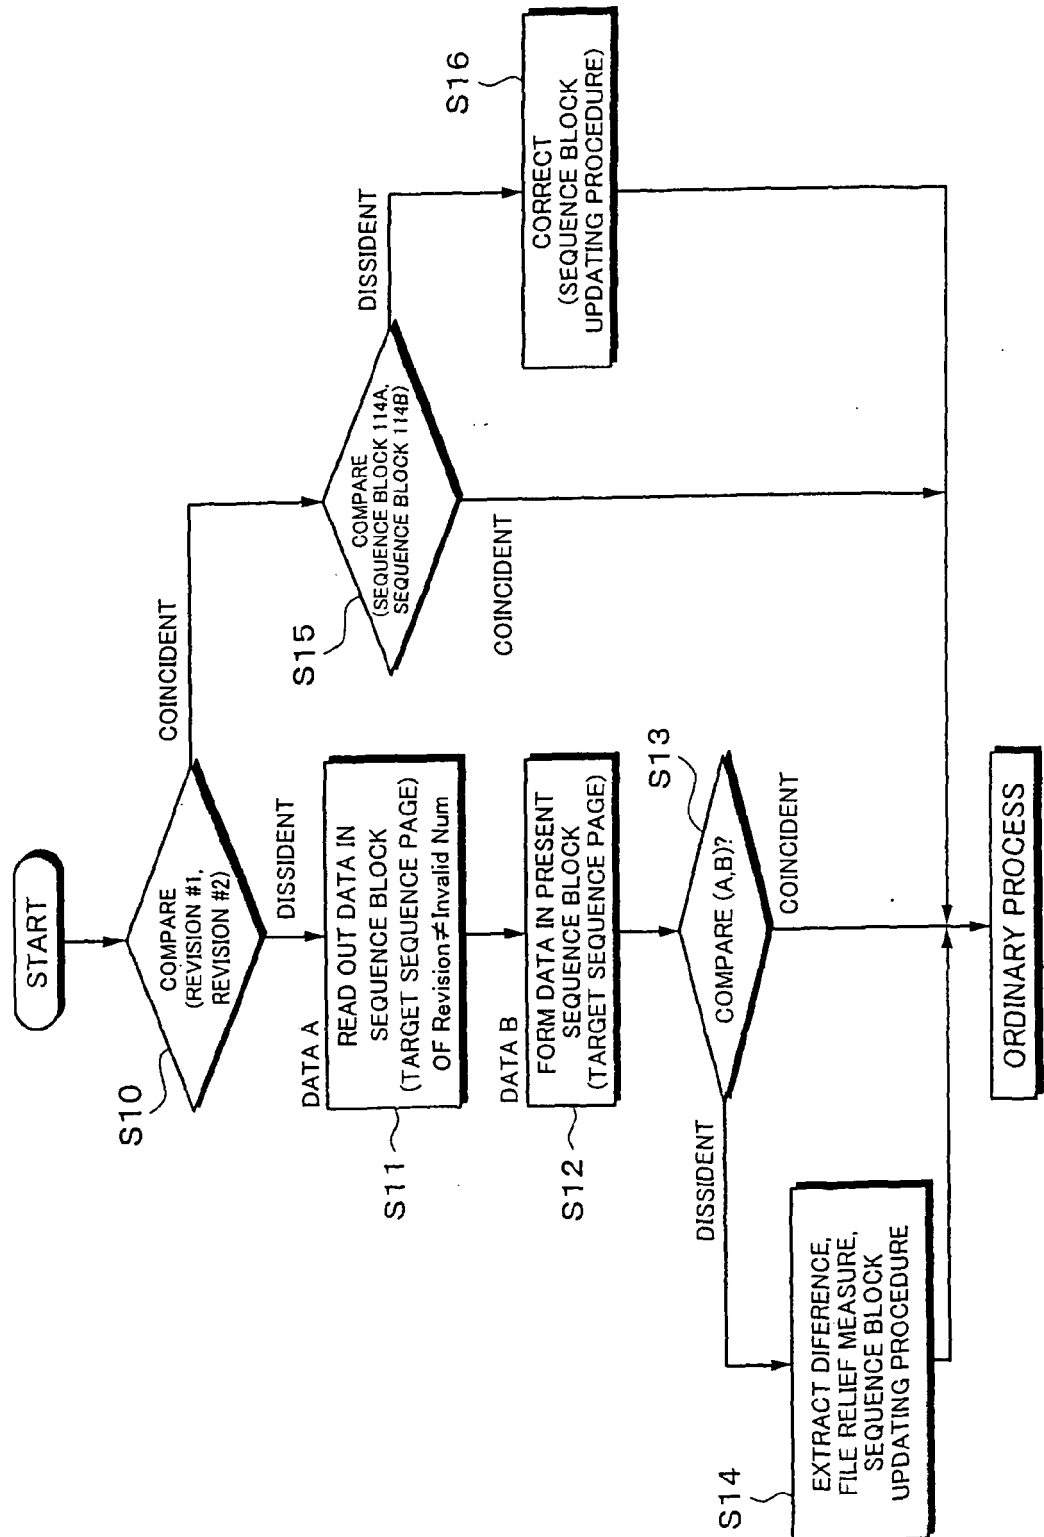 START
S10
COMPARE
(REVISION #1,
REVISION #2)
COINCIDENT
DISSIDENT
DATA A
S11
READ OUT DATA IN
SEQUENCE BLOCK
(TARGET SEQUENCE PAGE)
OF Revision≠Invalid Num
DATA B
S12
FORM DATA IN PRESENT
SEQUENCE BLOCK
(TARGET SEQUENCE PAGE)
S13
COMPARE (A,B)?
DISSIDENT
COINCIDENT
S14
EXTRACT DIFERENCE,
FILE RELIEF MEASURE,
SEQUENCE BLOCK
UPDATING PROCEDURE
S15
COMPARE
(SEQUENCE BLOCK 114A,
SEQUENCE BLOCK 114B)
DISSIDENT
COINCIDENT
S16
CORRECT
(SEQUENCE BLOCK
UPDATING PROCEDURE)
ORDINARY PROCESS